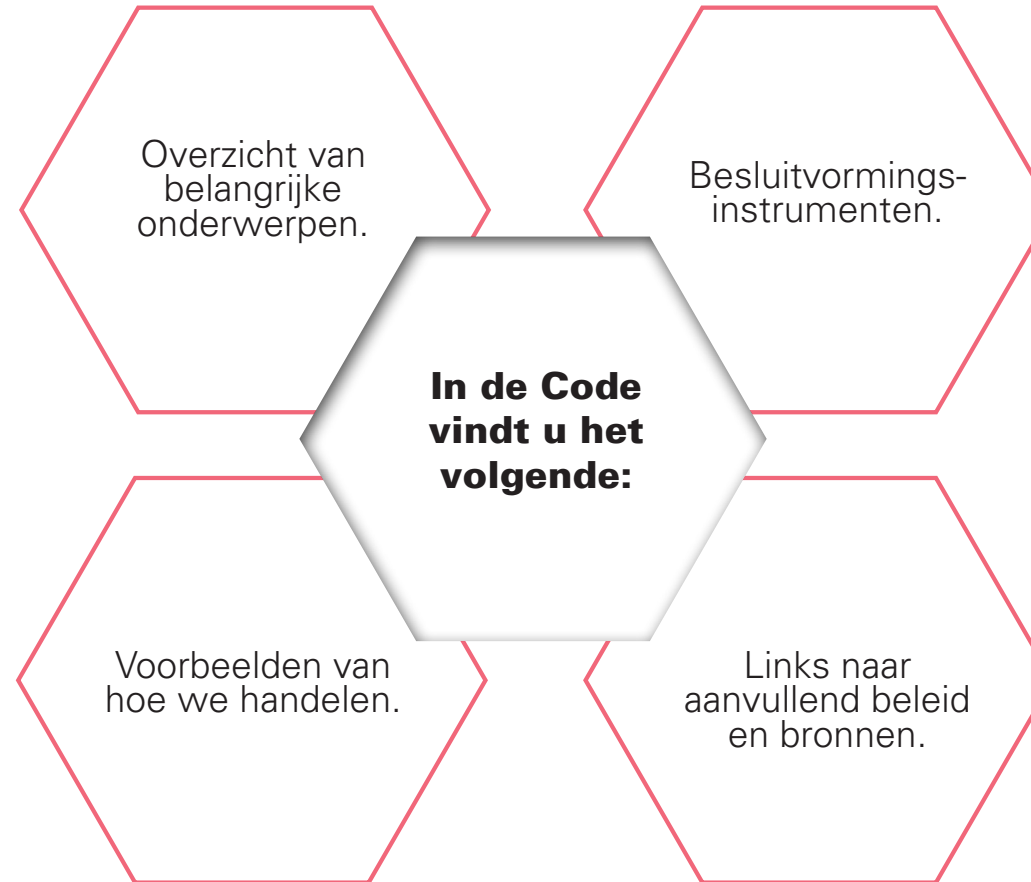 Overzicht van
belangrijke
onderwerpen.
Besluitvormings-
instrumenten.
In de Code
vindt u het
volgende:
Voorbeelden van
hoe we handelen.
Links naar
aanvullend beleid
en bronnen.